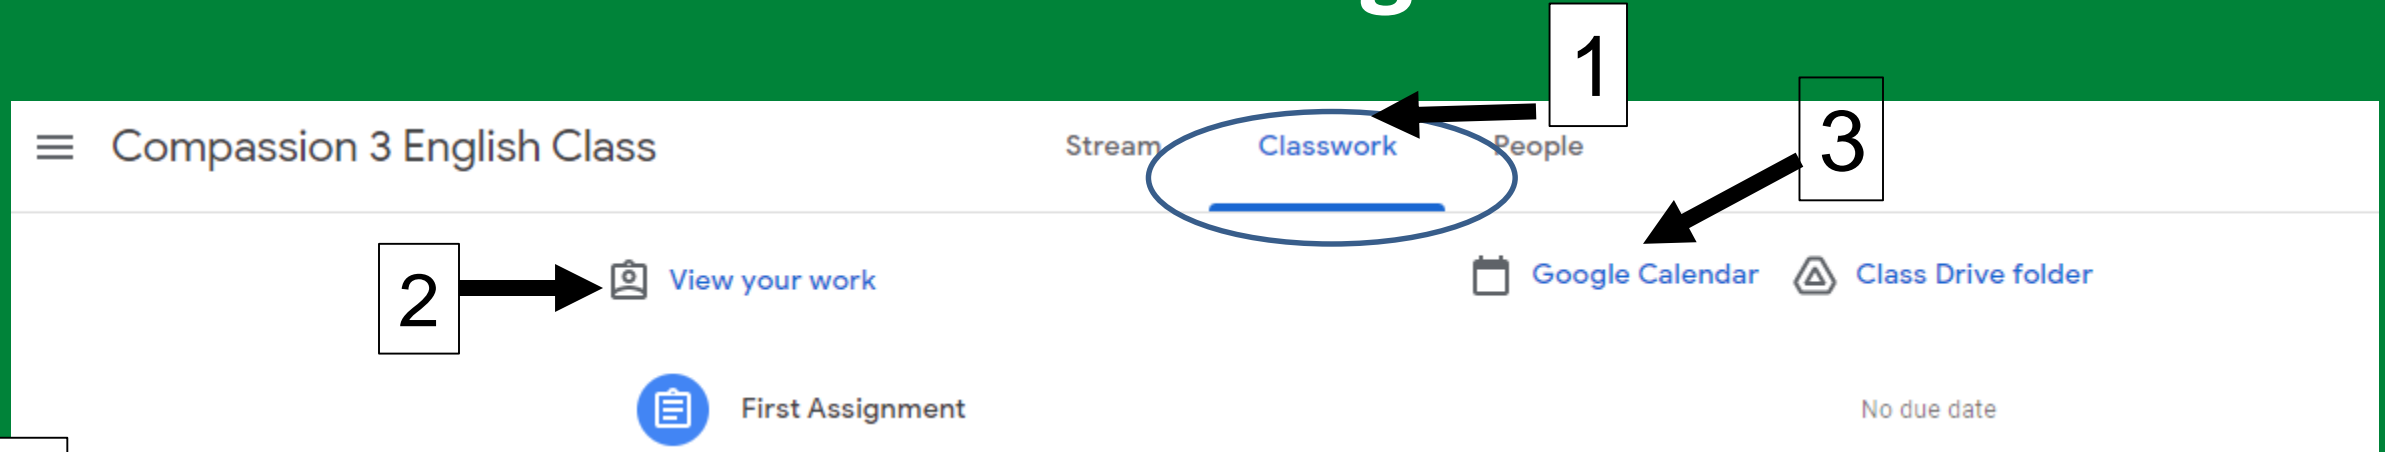 g
1
3
Compassion 3 English Class
Stream Classwork People
2
View your work
Google Calendar Class Drive folder
First Assignment
No due date